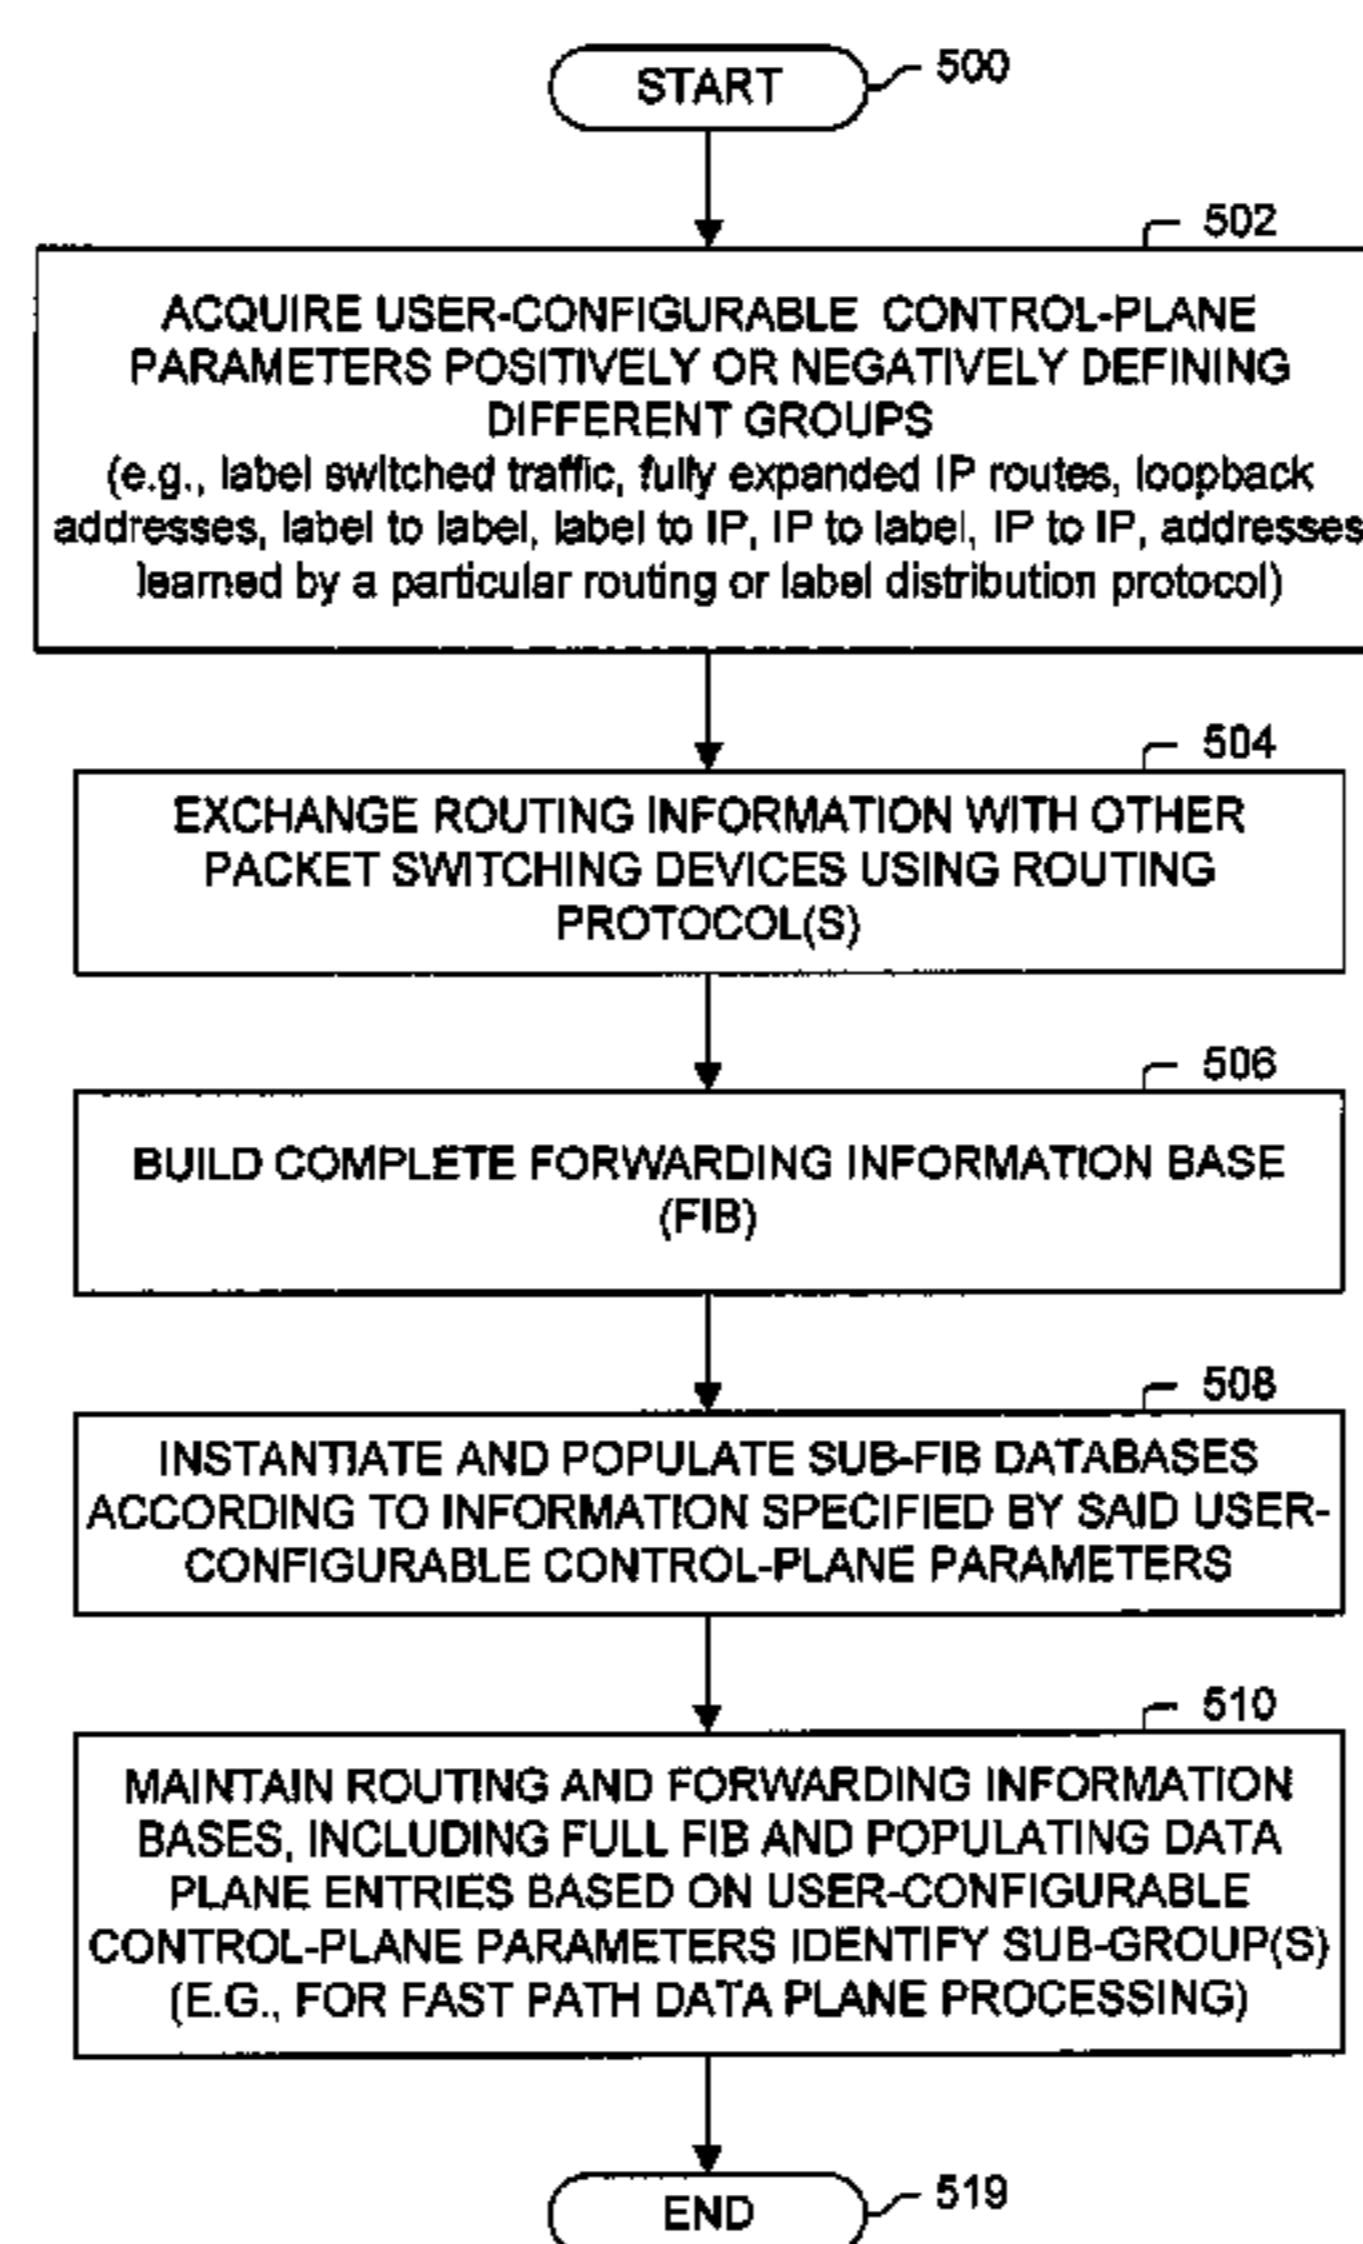 START
500
502
ACQUIRE USER-CONFIGURABLE CONTROL-PLANE
PARAMETERS POSITIVELY OR NEGATIVELY DEFINING
DIFFERENT GROUPS
(e.g., label switched traffic, fully expanded IP routes, loopback
addresses, label to label, label to IP, IP to label, IP to IP, addresses
learned by a particular routing or label distribution protocol)
504
EXCHANGE ROUTING INFORMATION WITH OTHER
PACKET SWITCHING DEVICES USING ROUTING
PROTOCOL(S)
506
BUILD COMPLETE FORWARDING INFORMATION BASE
(FIB)
508
INSTANTIATE AND POPULATE SUB-FIB DATABASES
ACCORDING TO INFORMATION SPECIFIED BY SAID USER-
CONFIGURABLE CONTROL-PLANE PARAMETERS
510
MAINTAIN ROUTING AND FORWARDING INFORMATION
BASES, INCLUDING FULL FIB AND POPULATING DATA
PLANE ENTRIES BASED ON USER-CONFIGURABLE
CONTROL-PLANE PARAMETERS IDENTIFY SUB-GROUP(S)
(E.G., FOR FAST PATH DATA PLANE PROCESSING)
END
519